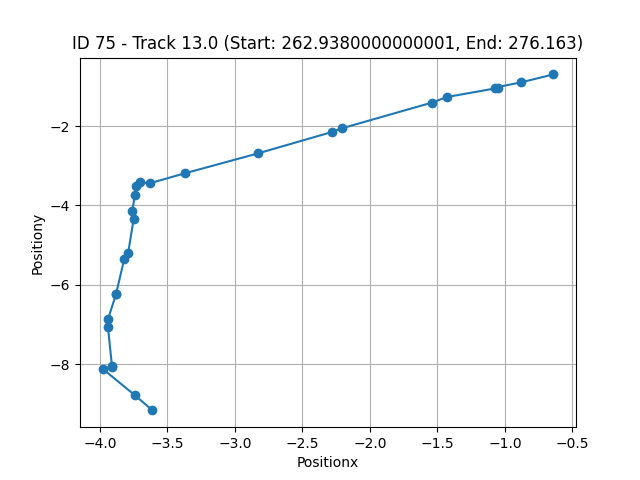 ID 75 - Track 13.0 (Start: 262.9380000000001, End: 276.163)
Positiony
−2
−4
−6
−8
−4.0 −3.5 −3.0 −2.5 −2.0 −1.5 −1.0 −0.5
Positionx